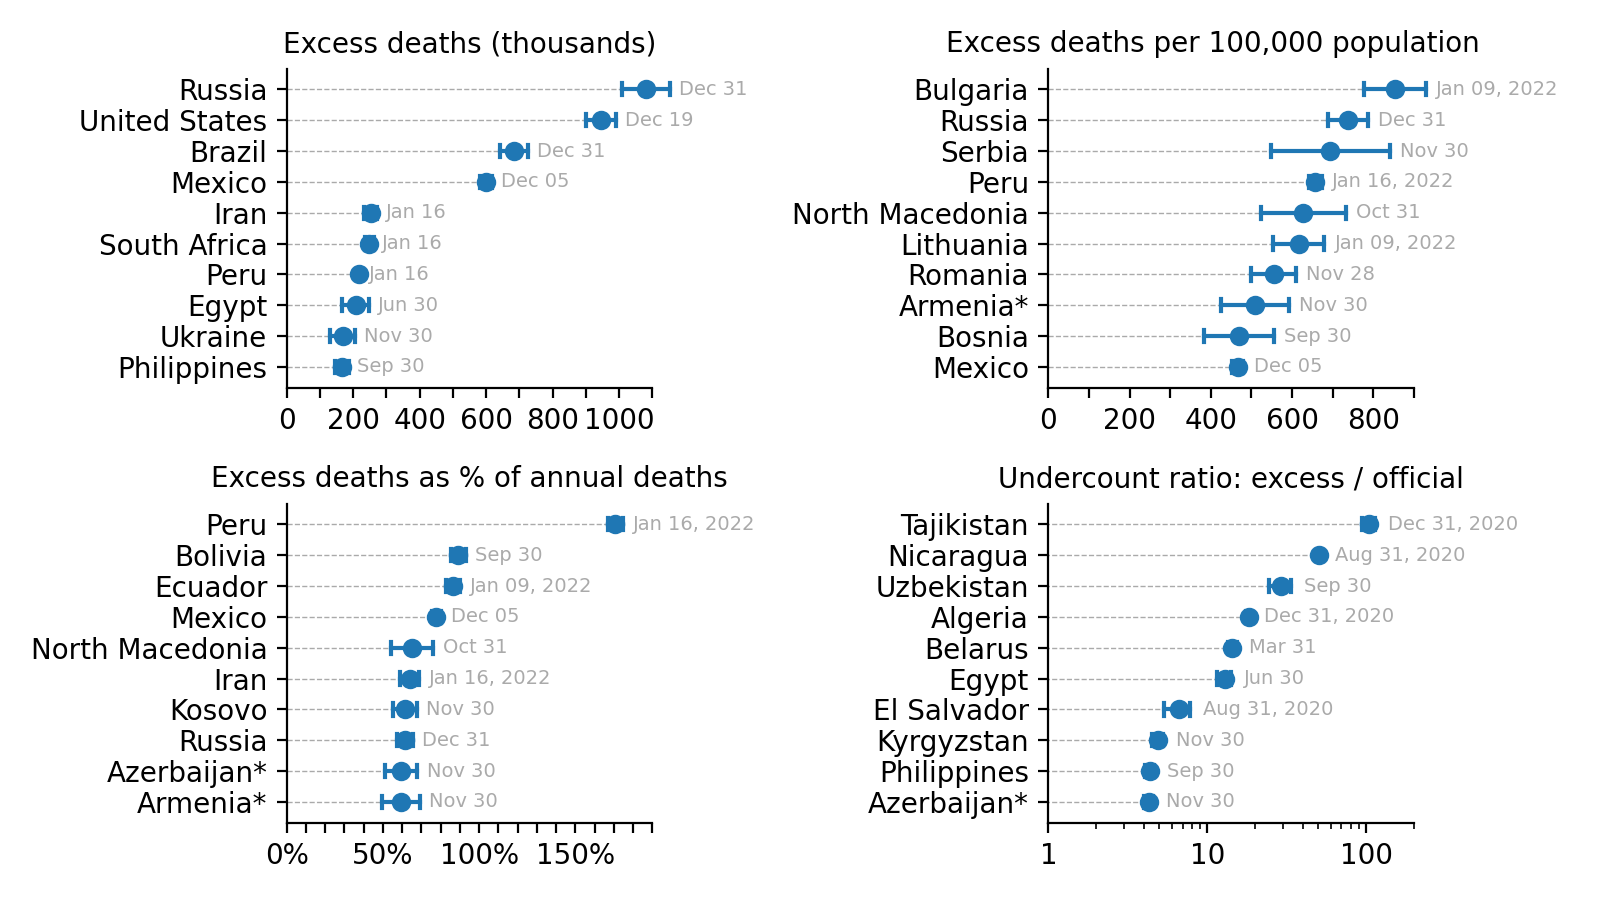 Excess deaths (thousands)
Russia Dec 31
United States Dec 19
Brazil Dec 31
Mexico Dec 05
Iran Jan 16
South Africa Jan 16
Peru Jan 16
Egypt Jun 30
Ukraine Nov 30
Philippines Sep 30
0 200 400 600 800 1000
Excess deaths per 100,000 population
Bulgaria Jan 09, 2022
Russia Dec 31
Serbia Nov 30
Peru Jan 16, 2022
North Macedonia Oct 31
Lithuania Jan 09, 2022
Romania Nov 28
Armenia* Nov 30
Bosnia Sep 30
Mexico Dec 05
0 200 400 600 800
Excess deaths as % of annual deaths
Peru Jan 16, 2022
Bolivia Sep 30
Ecuador Jan 09, 2022
Mexico Dec 05
North Macedonia Oct 31
Iran Jan 16, 2022
Kosovo Nov 30
Russia Dec 31
Azerbaijan* Nov 30
Armenia* Nov 30
0% 50% 100% 150%
Undercount ratio: excess / official
Tajikistan Dec 31, 2020
Nicaragua Aug 31, 2020
Uzbekistan Sep 30
Algeria Dec 31, 2020
Belarus Mar 31
Egypt Jun 30
El Salvador Aug 31, 2020
Kyrgyzstan Nov 30
Philippines Sep 30
Azerbaijan* Nov 30
1 10 100